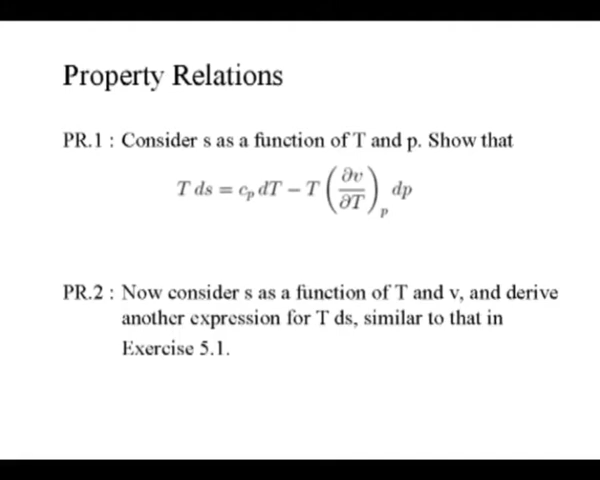 Property Relations
PR.1 : Consider s as a function of T and p. Show that
T ds = c_p dT − T (∂v/∂T)_p dp
PR.2 : Now consider s as a function of T and v, and derive
another expression for T ds, similar to that in
Exercise 5.1.